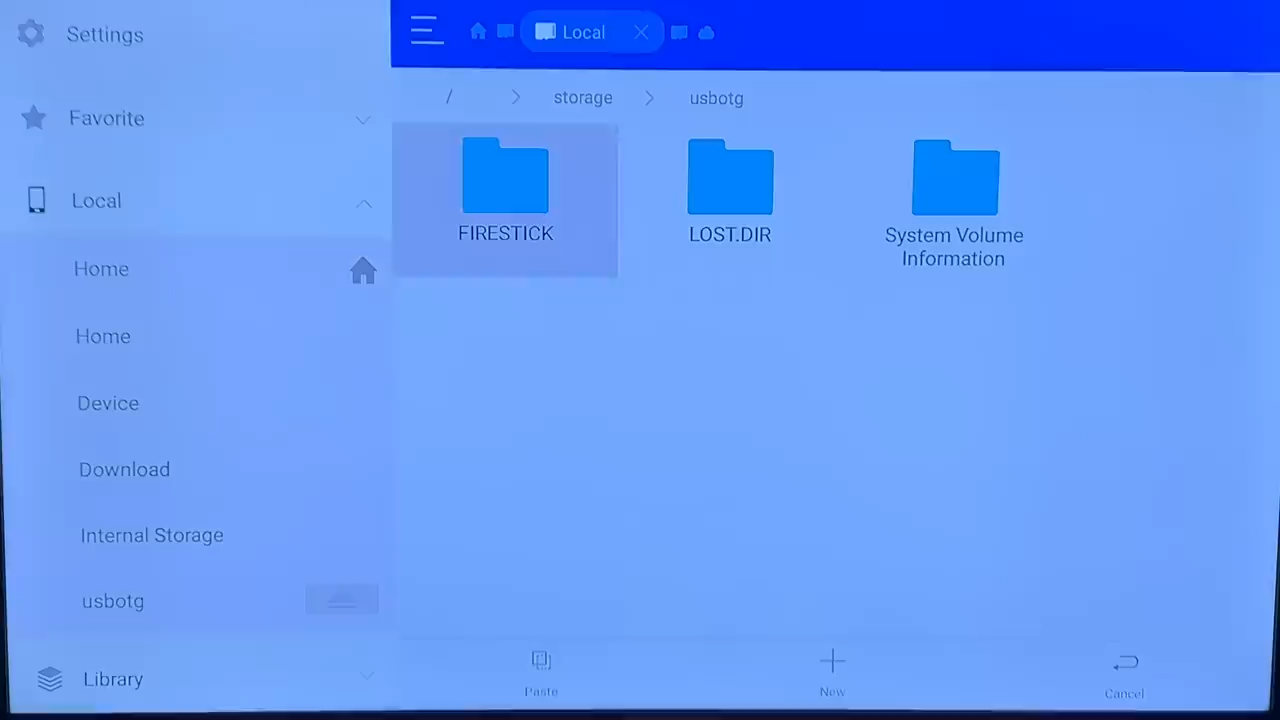 Settings
Favorite
Local
Home
Home
Device
Download
Internal Storage
usbotg
Library
Local
/ storage usbotg
FIRESTICK
LOST.DIR
System Volume
Information
Paste
New
Cancel